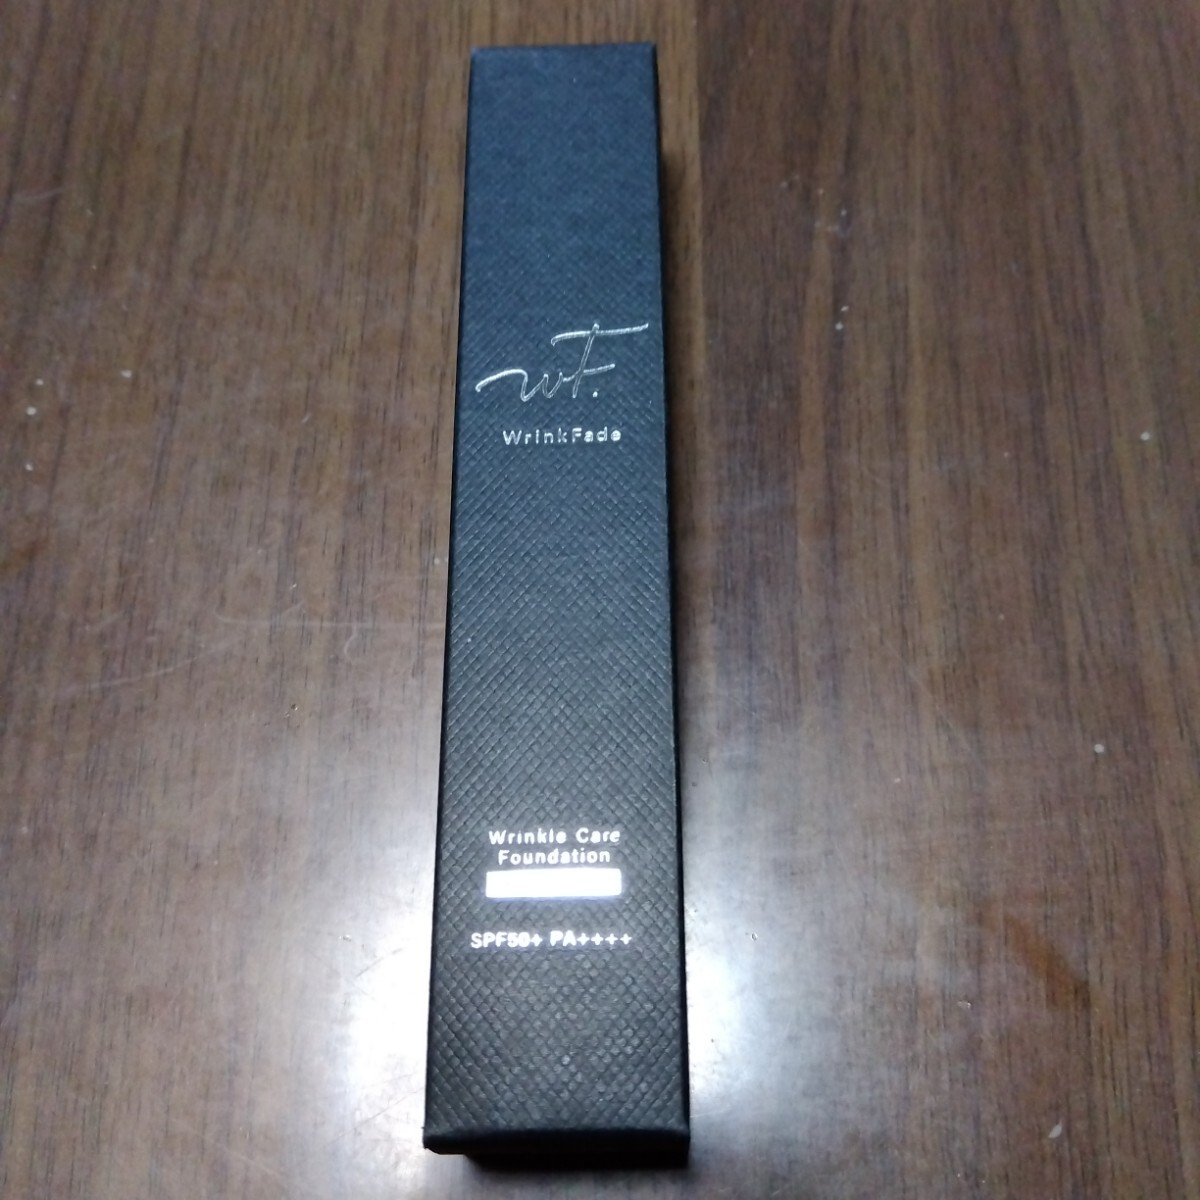 WF.
WrinkFade
Wrinkle Care
Foundation
SPF50+ PA++++